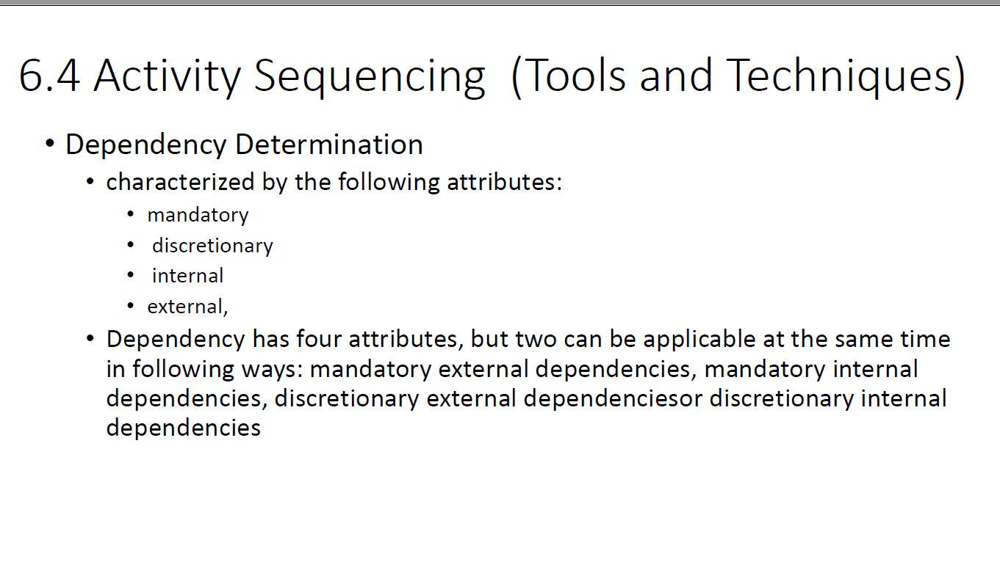 6.4 Activity Sequencing  (Tools and Techniques)
• Dependency Determination
• characterized by the following attributes:
• mandatory
• discretionary
• internal
• external,
• Dependency has four attributes, but two can be applicable at the same time
in following ways: mandatory external dependencies, mandatory internal
dependencies, discretionary external dependenciesor discretionary internal
dependencies